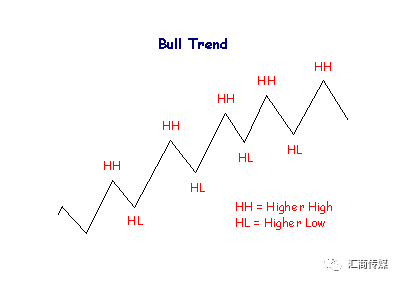 Bull Trend
HH
HH
HH
HH
HH
HL
HL
HL
HL
HH = Higher High
HL = Higher Low
汇商传媒